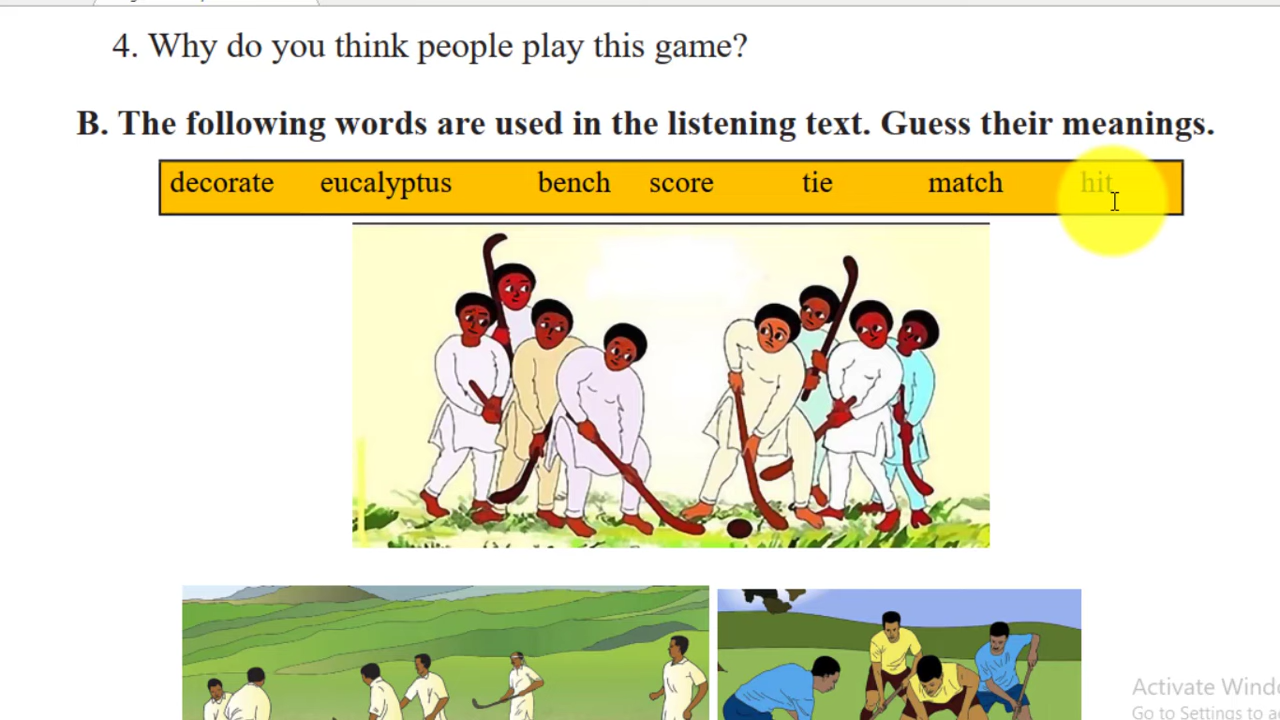 4. Why do you think people play this game?
B. The following words are used in the listening text. Guess their meanings.
decorate eucalyptus bench score tie match hit
Activate Wind
Go to Settings to a